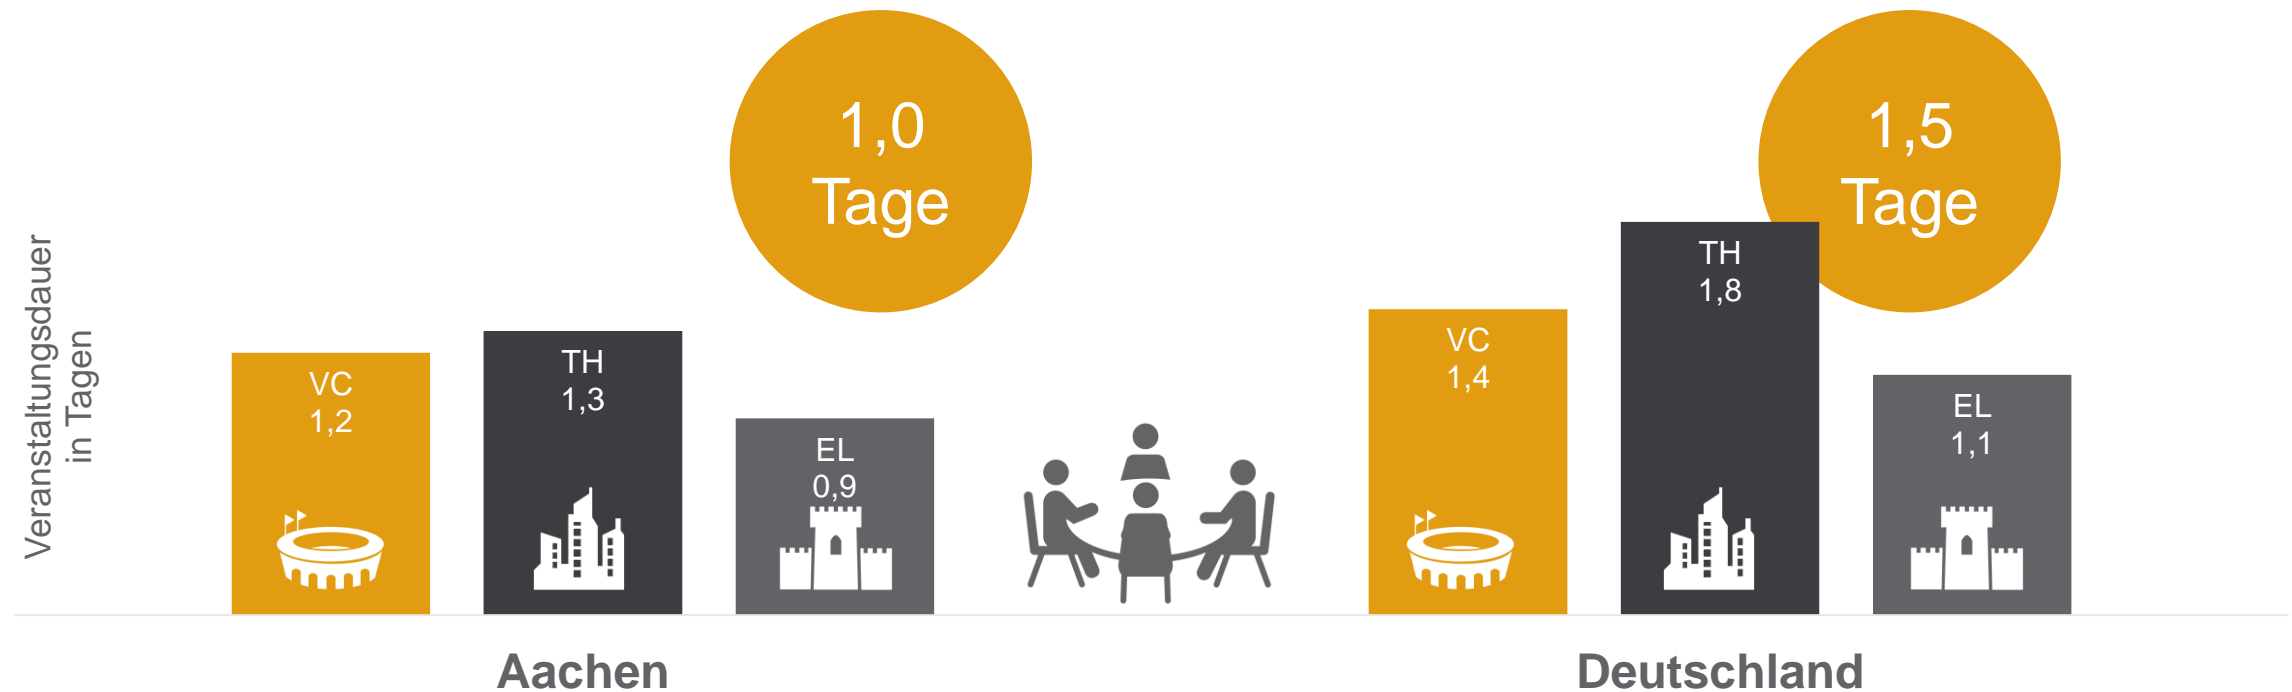 Veranstaltungsdauer
in Tagen
1,0
Tage
VC
1,2
TH
1,3
EL
0,9
Aachen
1,5
Tage
VC
1,4
TH
1,8
EL
1,1
Deutschland